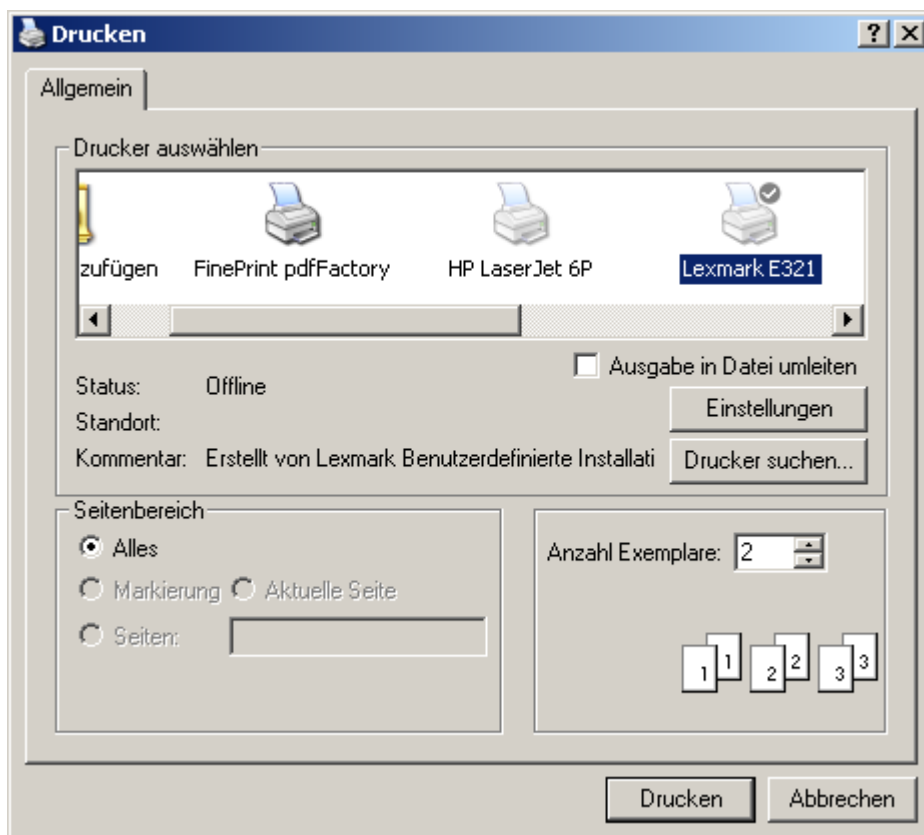 Drucken
Allgemein
Drucker auswählen
zufügen FinePrint pdfFactory HP LaserJet 6P Lexmark E321
Ausgabe in Datei umleiten
Status: Offline
Einstellungen
Standort:
Kommentar: Erstellt von Lexmark Benutzerdefinierte Installati
Drucker suchen...
Seitenbereich
Alles
Markierung Aktuelle Seite
Seiten:
Anzahl Exemplare: 2
1 1 2 2 3 3
Drucken Abbrechen